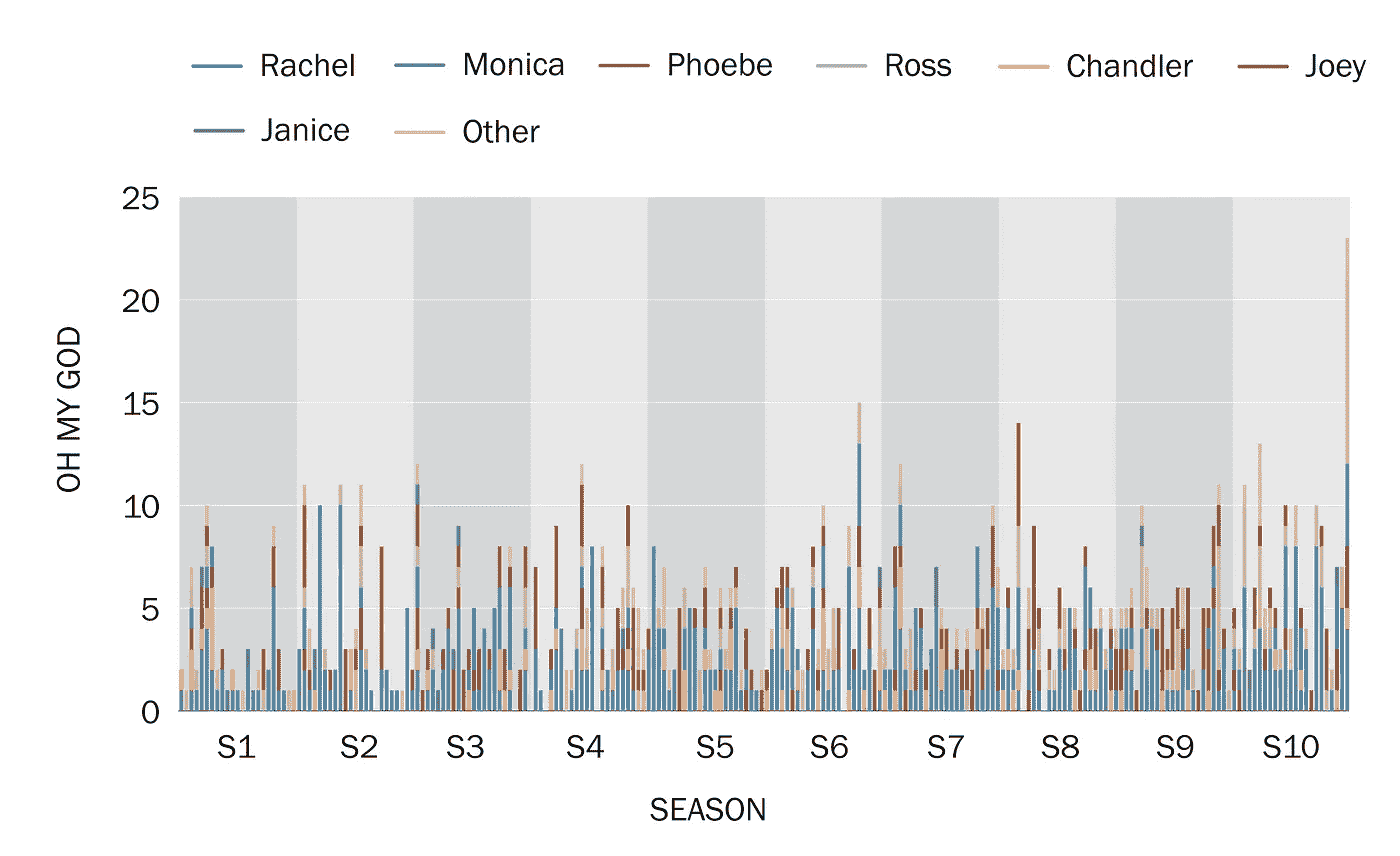 Rachel Monica Phoebe Ross Chandler Joey
Janice Other
25
20
15
10
5
0
OH MY GOD
S1 S2 S3 S4 S5 S6 S7 S8 S9 S10
SEASON